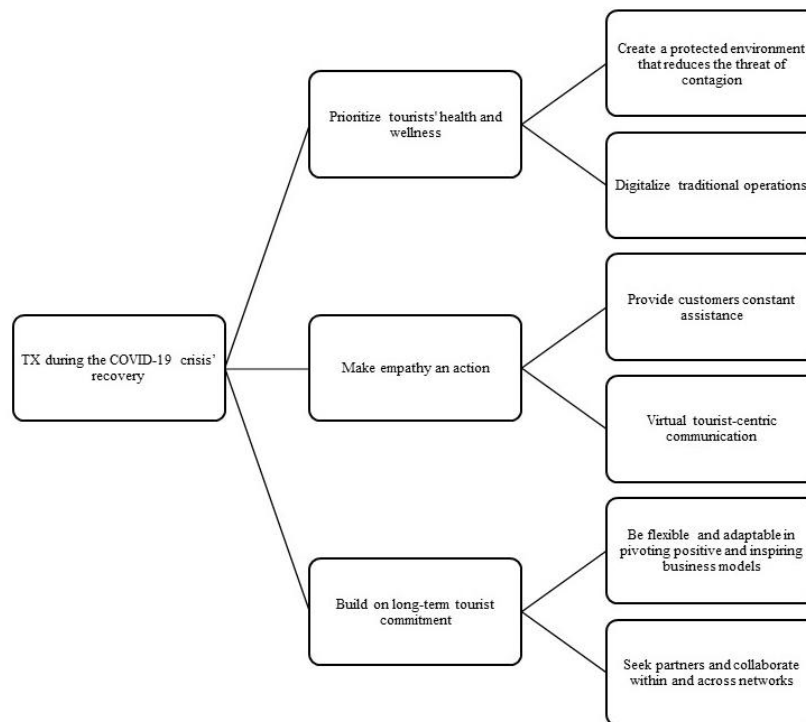 Create a protected environment
that reduces the threat of
contagion
Prioritize tourists' health and
wellness
Digitalize traditional operations
Provide customers constant
assistance
TX during the COVID-19 crisis'
recovery
Make empathy an action
Virtual tourist-centric
communication
Be flexible and adaptable in
pivoting positive and inspiring
business models
Build on long-term tourist
commitment
Seek partners and collaborate
within and across networks